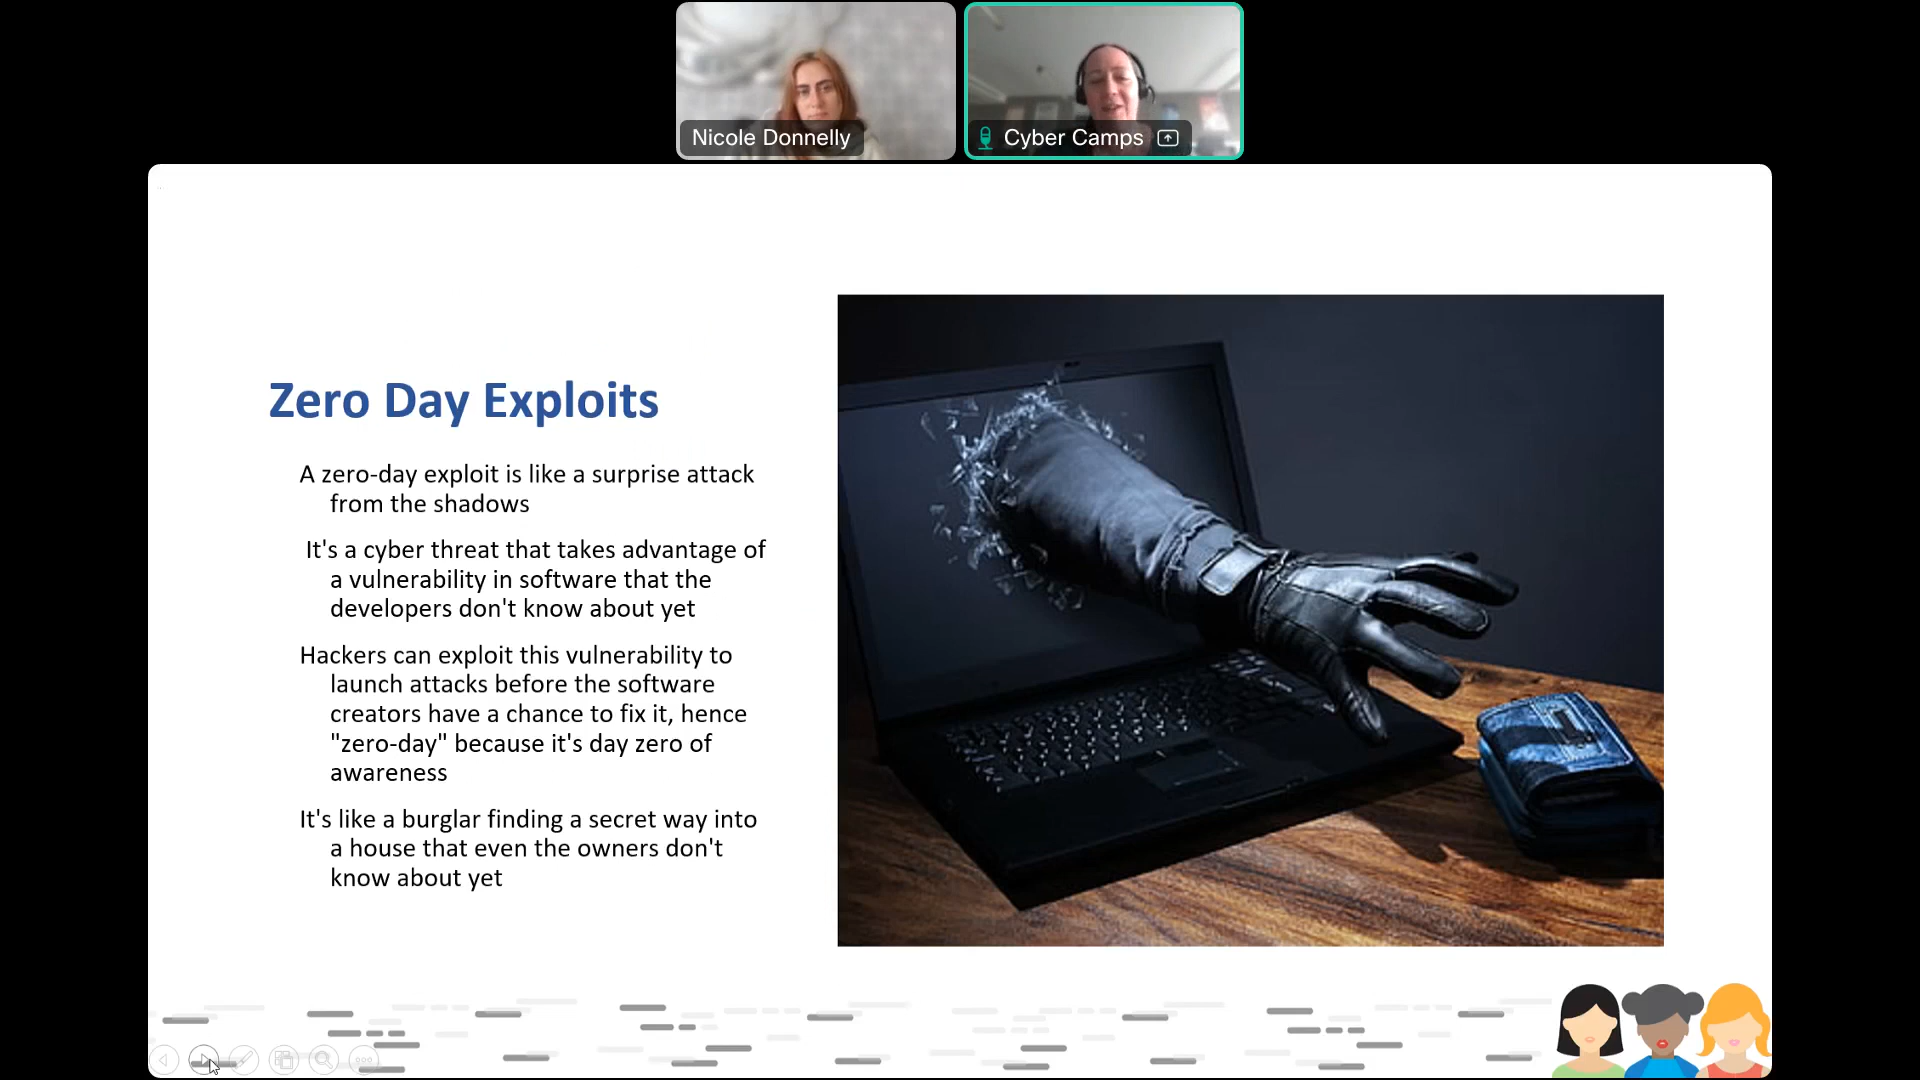 Nicole Donnelly
Cyber Camps
Zero Day Exploits
A zero-day exploit is like a surprise attack
from the shadows
It's a cyber threat that takes advantage of
a vulnerability in software that the
developers don't know about yet
Hackers can exploit this vulnerability to
launch attacks before the software
creators have a chance to fix it, hence
"zero-day" because it's day zero of
awareness
It's like a burglar finding a secret way into
a house that even the owners don't
know about yet